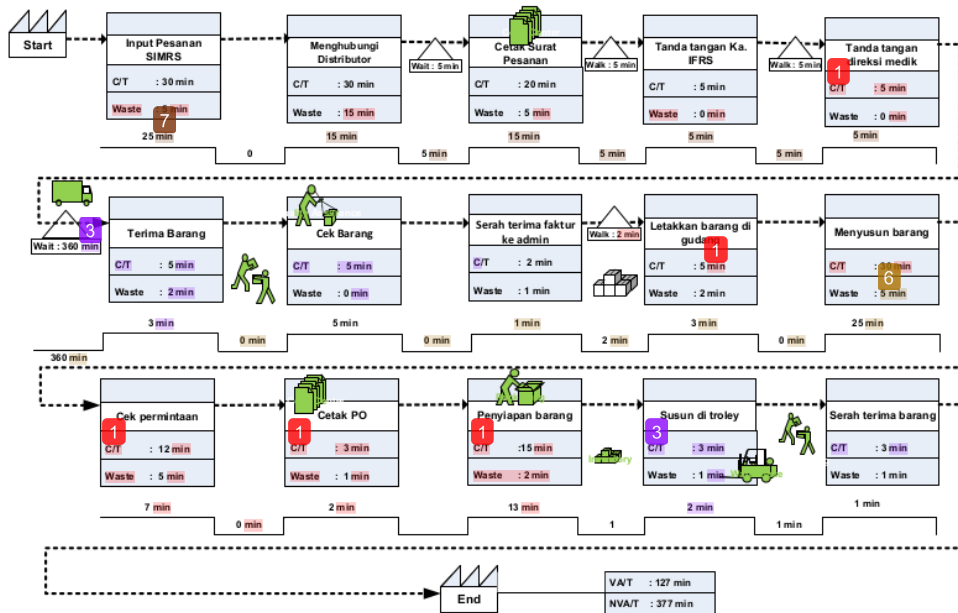 Start
Input Pesanan
SIMRS
C/T : 30 min
Waste : 5 min
7
25 min
0
Menghubungi
Distributor
C/T : 30 min
Waste : 15 min
15 min
Wait : 5 min
5 min
Cetak Surat
Pesanan
C/T : 20 min
Waste : 5 min
15 min
Walk : 5 min
5 min
Tanda tangan Ka.
IFRS
C/T : 5 min
Waste : 0 min
5 min
Walk : 5 min
5 min
Tanda tangan
direksi medik
1
C/T : 5 min
Waste : 0 min
5 min
Wait : 360 min
3
360 min
Terima Barang
C/T : 5 min
Waste : 2 min
3 min
0 min
Cek Barang
C/T : 5 min
Waste : 0 min
5 min
0 min
Serah terima faktur
ke admin
C/T : 2 min
Waste : 1 min
1 min
Walk : 2 min
2 min
Letakkan barang di
gudang
1
C/T : 5 min
Waste : 2 min
3 min
0 min
Menyusun barang
C/T : 30 min
6
Waste : 5 min
25 min
Cek permintaan
1
C/T : 12 min
Waste : 5 min
7 min
0 min
Cetak PO
1
C/T : 3 min
Waste : 1 min
2 min
Penyiapan barang
1
C/T :15 min
Waste : 2 min
13 min
1
Susun di troley
3
C/T : 3 min
Waste : 1 min
2 min
1 min
Serah terima barang
C/T : 3 min
Waste : 1 min
1 min
End
VA/T : 127 min
NVA/T : 377 min